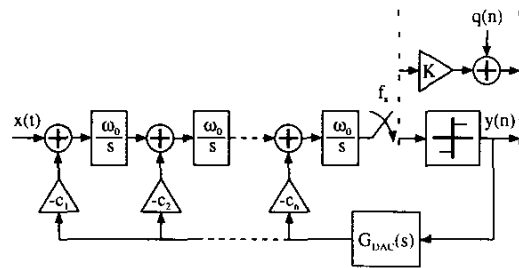 q(n)
K
f_s
x(t)
ω₀
s
ω₀
s
ω₀
s
y(n)
-c₁
-c₂
-cₙ
G_DAC(s)